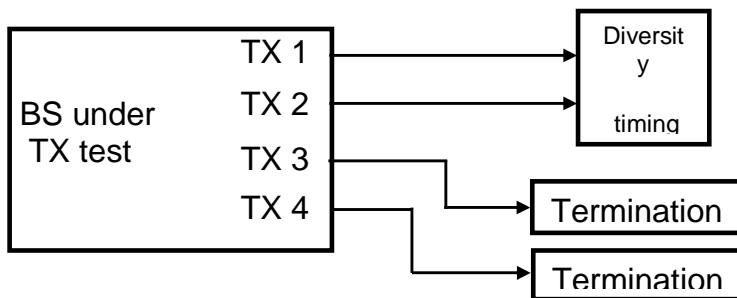 TX 1
TX 2
BS under
TX test
TX 3
TX 4
Diversit
y
timing
Termination
Termination